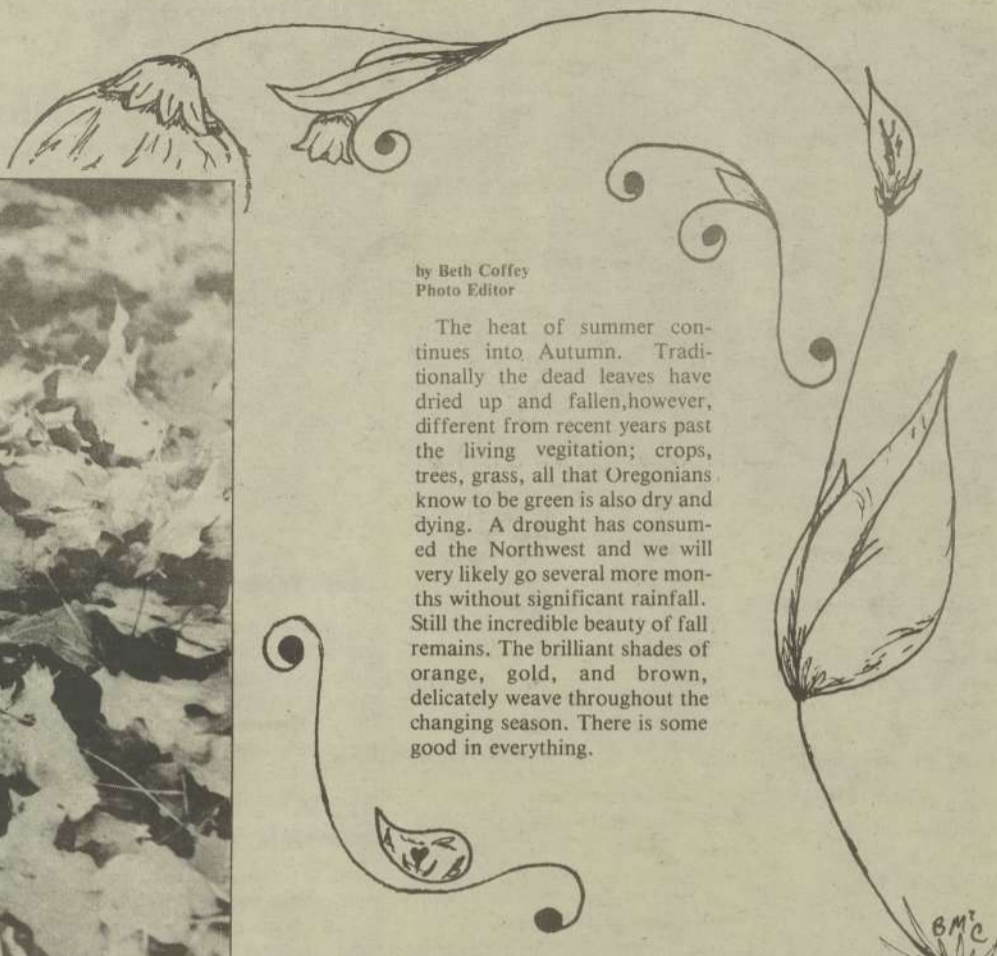 by Beth Coffey
Photo Editor
The heat of summer con-
tinues into Autumn. Tradi-
tionally the dead leaves have
dried up and fallen,however,
different from recent years past
the living vegitation; crops,
trees, grass, all that Oregonians
know to be green is also dry and
dying. A drought has consum-
ed the Northwest and we will
very likely go several more mon-
ths without significant rainfall.
Still the incredible beauty of fall
remains. The brilliant shades of
orange, gold, and brown,
delicately weave throughout the
changing season. There is some
good in everything.